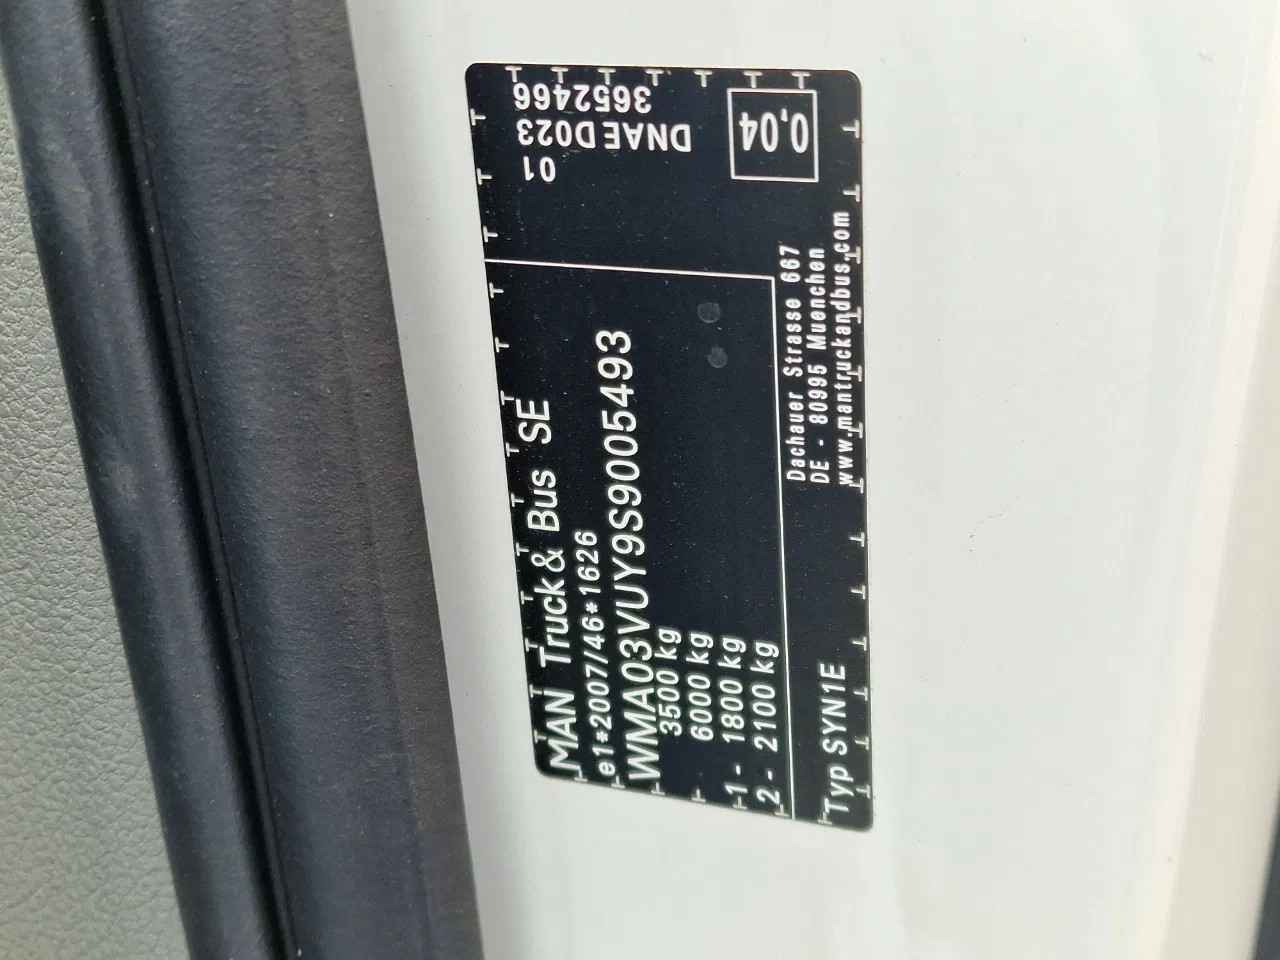 MAN Truck & Bus SE
e1*2007/46*1626
WMA03VUY9S9005493
3500 kg
6000 kg
1- 1800 kg
2- 2100 kg
Typ SYN1E
Dachauer Strasse 667
DE - 80995 Muenchen
www.mantruckandbus.com
0,04
01
DNAE D023
3652466